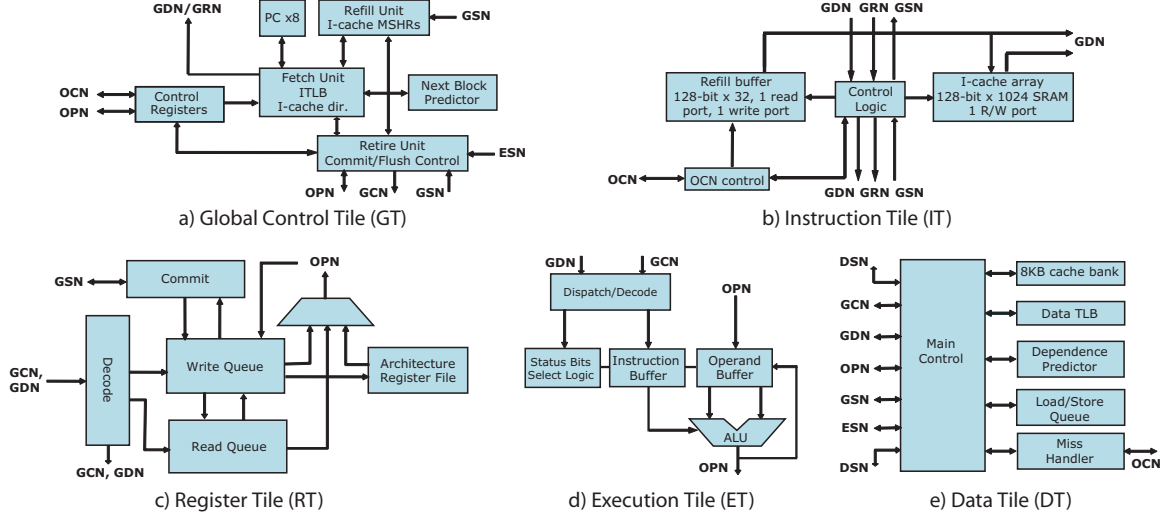 GDN/GRN
PC x8
Refill Unit
I-cache MSHRs
GSN
Fetch Unit
ITLB
I-cache dir.
Next Block
Predictor
OCN
OPN
Control
Registers
Retire Unit
Commit/Flush Control
ESN
OPN
GCN
GSN
a) Global Control Tile (GT)
GDN GRN GSN
GDN
Refill buffer
128-bit x 32, 1 read
port, 1 write port
Control
Logic
I-cache array
128-bit x 1024 SRAM
1 R/W port
OCN
OCN control
GDN GRN GSN
b) Instruction Tile (IT)
GSN
Commit
OPN
GCN,
GDN
Decode
Write Queue
Architecture
Register File
Read Queue
GCN, GDN
c) Register Tile (RT)
GDN
GCN
Dispatch/Decode
OPN
Status Bits
Select Logic
Instruction
Buffer
Operand
Buffer
ALU
OPN
d) Execution Tile (ET)
DSN
GCN
GDN
OPN
GSN
ESN
DSN
Main
Control
8KB cache bank
Data TLB
Dependence
Predictor
Load/Store
Queue
Miss
Handler
OCN
e) Data Tile (DT)